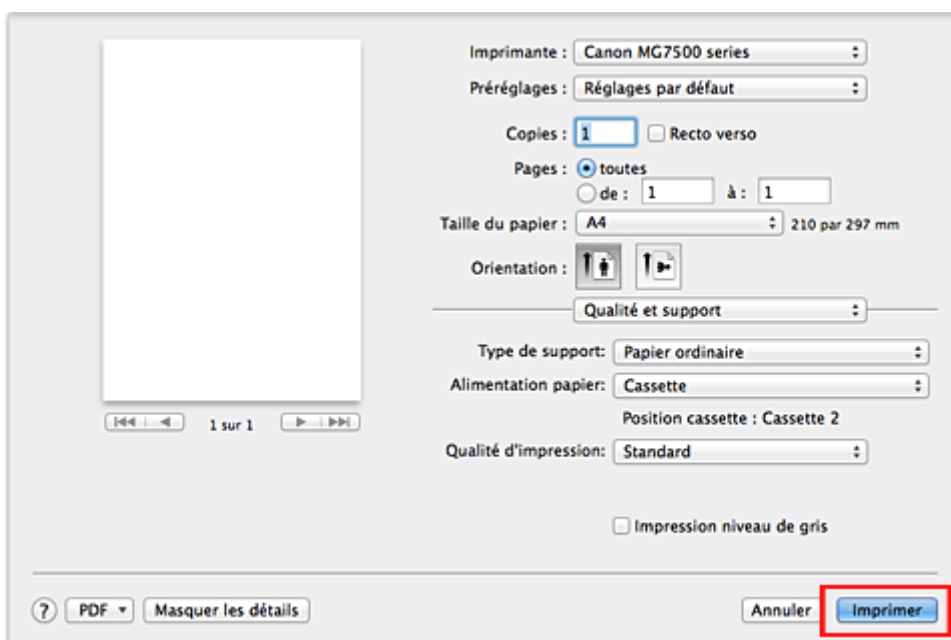 Imprimante : Canon MG7500 series
Préréglages : Réglages par défaut
Copies : 1 Recto verso
Pages : toutes
de : 1 à : 1
Taille du papier : A4 210 par 297 mm
Orientation :
Qualité et support
Type de support: Papier ordinaire
Alimentation papier: Cassette
Position cassette : Cassette 2
1 sur 1
Qualité d'impression: Standard
Impression niveau de gris
? PDF Masquer les détails Annuler Imprimer